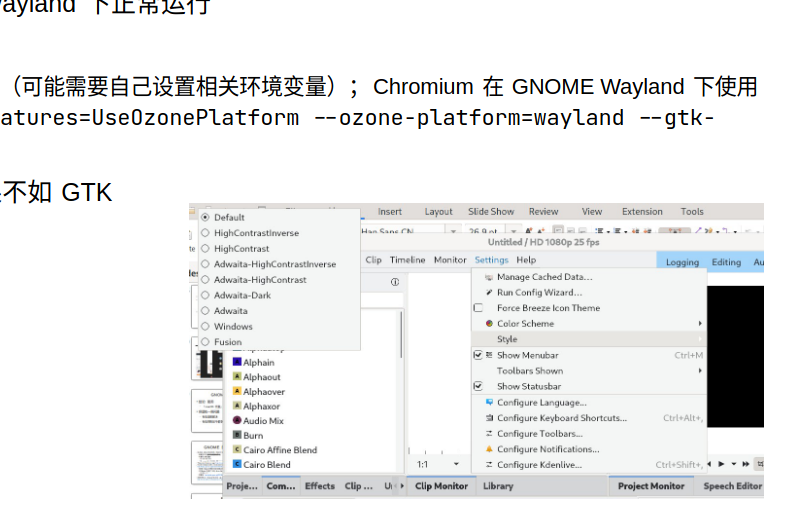 下正常运行
（可能需要自己设置相关环境变量）； Chromium 在 GNOME Wayland 下使用
atures=UseOzonePlatform --ozone-platform=wayland --gtk-
不如 GTK
Insert Layout Slide Show Review View Extension Tools
Default
HighContrastInverse
HighContrast
Adwaita-HighContrastInverse
Adwaita-HighContrast
Adwaita-Dark
Adwaita
Windows
Fusion
Han Sans CN 26.9 pt
Untitled / HD 1080p 25 fps
Clip Timeline Monitor Settings Help
Logging Editing
Manage Cached Data...
Run Config Wizard...
Force Breeze Icon Theme
Color Scheme
Style
Show Menubar Ctrl+M
Toolbars Shown
Show Statusbar
Configure Language...
Configure Keyboard Shortcuts... Ctrl+Alt+,
Configure Toolbars...
Configure Notifications...
Configure Kdenlive... Ctrl+Shift+,
Alphain
Alphaout
Alphaover
Alphaxor
Audio Mix
Burn
Cairo Affine Blend
Cairo Blend
1:1
Proje... Com... Effects Clip ... Clip Monitor Library Project Monitor Speech Editor